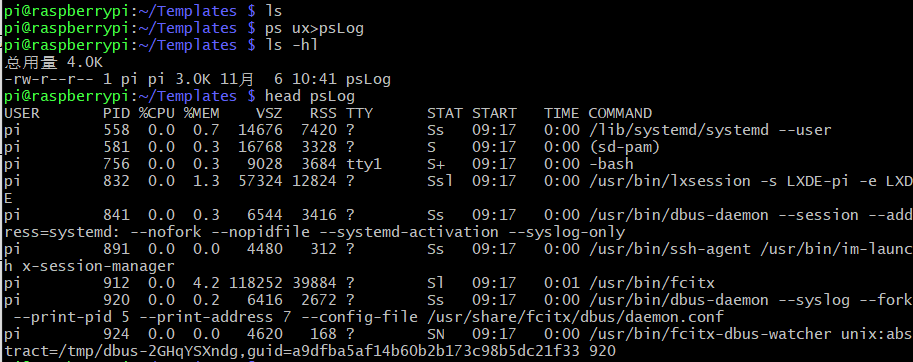 pi@raspberrypi:~/Templates $ ls
pi@raspberrypi:~/Templates $ ps ux>psLog
pi@raspberrypi:~/Templates $ ls -hl
总用量 4.0K
-rw-r--r-- 1 pi pi 3.0K 11月  6 10:41 psLog
pi@raspberrypi:~/Templates $ head psLog
USER       PID %CPU %MEM    VSZ   RSS TTY      STAT START   TIME COMMAND
pi         558  0.0  0.7  14676  7420 ?        Ss   09:17   0:00 /lib/systemd/systemd --user
pi         581  0.0  0.3  16768  3328 ?        S    09:17   0:00 (sd-pam)
pi         756  0.0  0.3   9028  3684 tty1     S+   09:17   0:00 -bash
pi         832  0.0  1.3  57324 12824 ?        Ssl  09:17   0:00 /usr/bin/lxsession -s LXDE-pi -e LXD
E
pi         841  0.0  0.3   6544  3416 ?        Ss   09:17   0:00 /usr/bin/dbus-daemon --session --add
ress=systemd: --nofork --nopidfile --systemd-activation --syslog-only
pi         891  0.0  0.0   4480   312 ?        Ss   09:17   0:00 /usr/bin/ssh-agent /usr/bin/im-launc
h x-session-manager
pi         912  0.0  4.2 118252 39884 ?        Sl   09:17   0:01 /usr/bin/fcitx
pi         920  0.0  0.2   6416  2672 ?        Ss   09:17   0:00 /usr/bin/dbus-daemon --syslog --fork
 --print-pid 5 --print-address 7 --config-file /usr/share/fcitx/dbus/daemon.conf
pi         924  0.0  0.0   4620   168 ?        SN   09:17   0:00 /usr/bin/fcitx-dbus-watcher unix:abs
tract=/tmp/dbus-2GHqYSXndg,guid=a9dfba5af14b60b2b173c98b5dc21f33 920